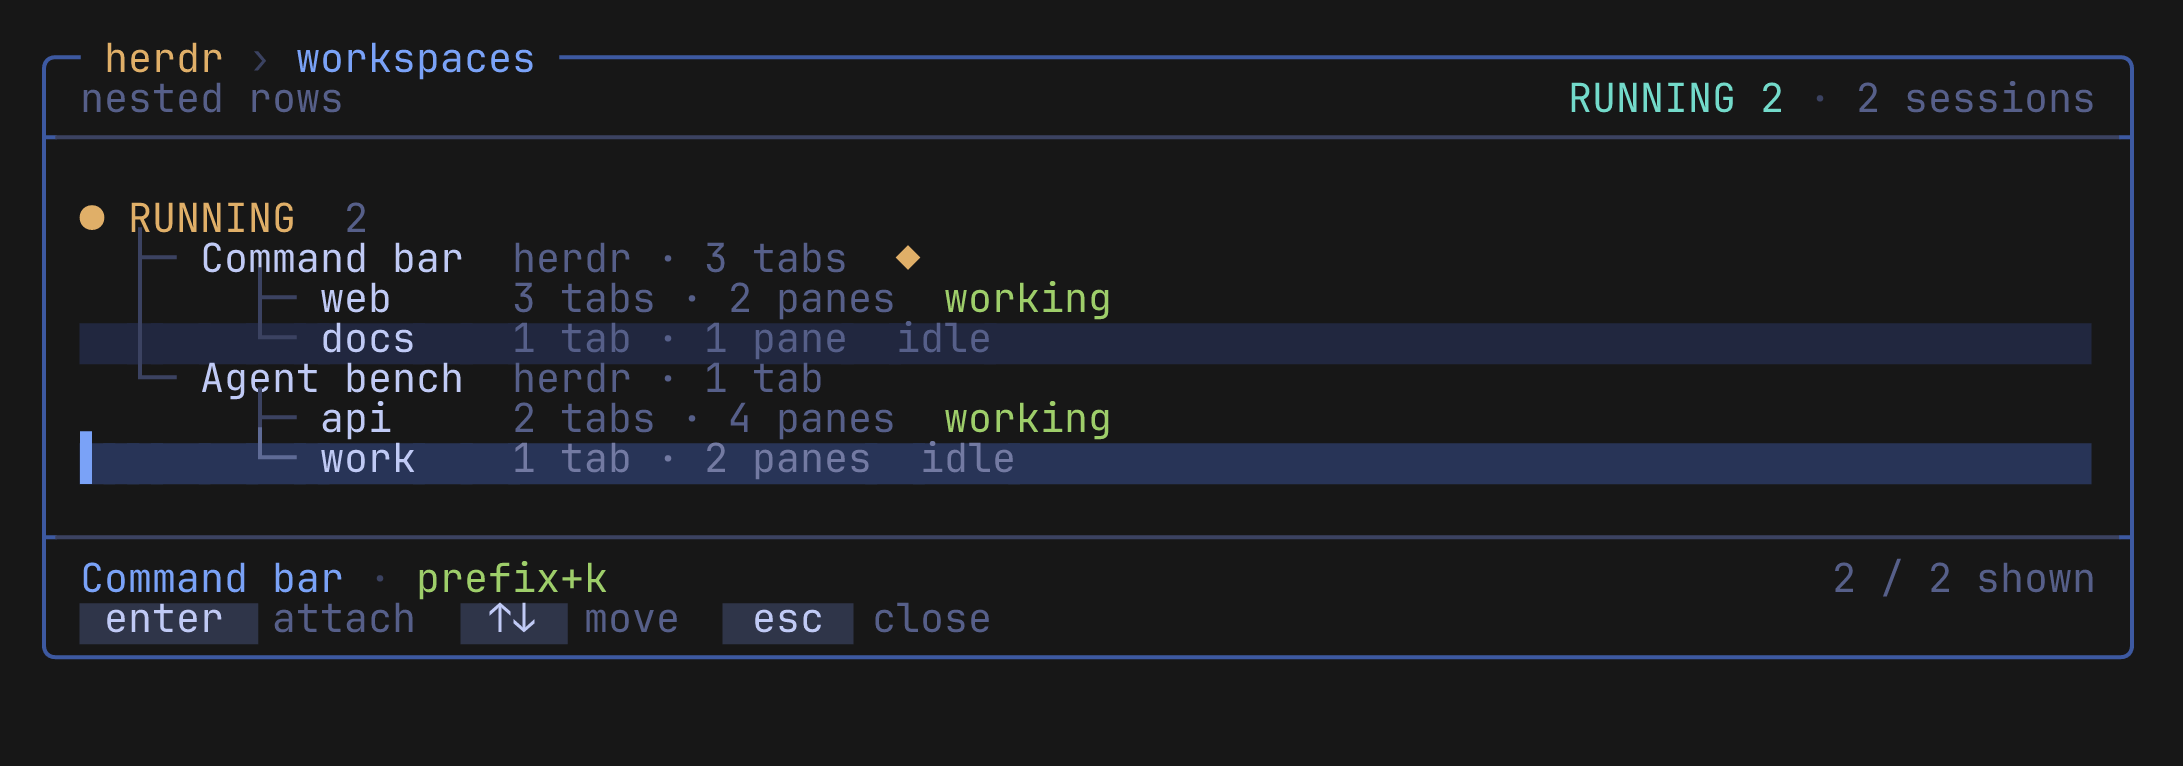 herdr › workspaces
nested rows RUNNING 2 · 2 sessions
● RUNNING 2
Command bar herdr · 3 tabs ◆
web 3 tabs · 2 panes working
docs 1 tab · 1 pane idle
Agent bench herdr · 1 tab
api 2 tabs · 4 panes working
work 1 tab · 2 panes idle
Command bar · prefix+k 2 / 2 shown
enter attach ↑↓ move esc close